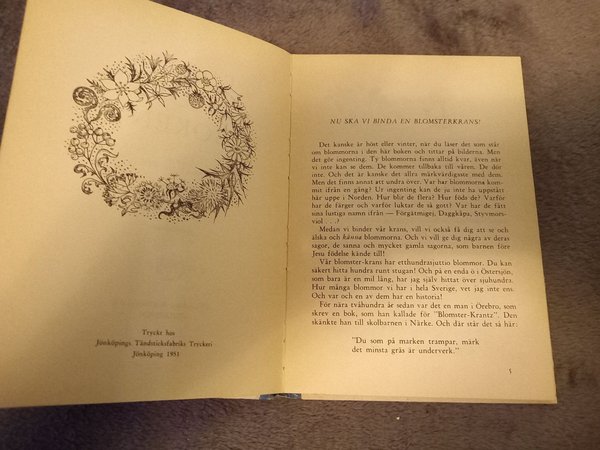 Tryckt hos
Jönköpings Tändsticksfabriks Tryckeri
Jönköping 1951
NU SKA VI BINDA EN BLOMSTERKRANS!
Det kanske är höst eller vinter, när du läser det som står
om blommorna i den här boken och tittar på bilderna. Men
det gör ingenting. Ty blommorna finns alltid kvar, även när
vi inte kan se dem. De kommer tillbaka till våren. De dör
inte. Och det är kanske det allra märkvärdigaste med dem.
Men det finns annat att undra över. Var har blommorna kom-
mit ifrån en gång? Ur ingenting kan de ju inte ha uppstått
här uppe i Norden. Hur blir de flera? Hur föds de? Varför
har de färger och varför luktar de så gott? Var har de fått
sina lustiga namn ifrån — Förgätmigej, Daggkåpa, Styvmors-
viol . . .?
Medan vi binder vår krans, vill vi också få dig att se och
älska och känna blommorna. Och vi vill ge dig några av deras
sagor, de sanna och mycket gamla sagorna, som barnen före
Jesu födelse kände till!
Vår blomster-krans har etthundrasjuttio blommor. Du kan
säkert hitta hundra runt stugan! Och på en enda ö i Östersjön,
som bara är en mil lång, har jag själv hittat över sjuhundra.
Hur många blommor vi har i hela Sverige, vet jag inte ens.
Och var och en av dem har en historia!
För nära tvåhundra år sedan var det en man i Örebro, som
skrev en bok, som han kallade för "Blomster-Krantz". Den
skänkte han till skolbarnen i Närke. Och där står det så här:
"Du som på marken trampar, märk
det minsta gräs är underverk."
5